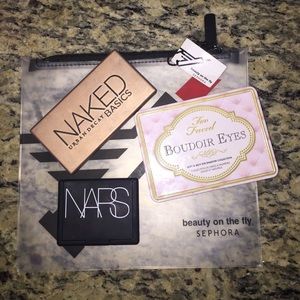 NAKED
URBAN DECAY
BASICS
Too Faced
BOUDOIR EYES
NARS
beauty on the fly
SEPHORA